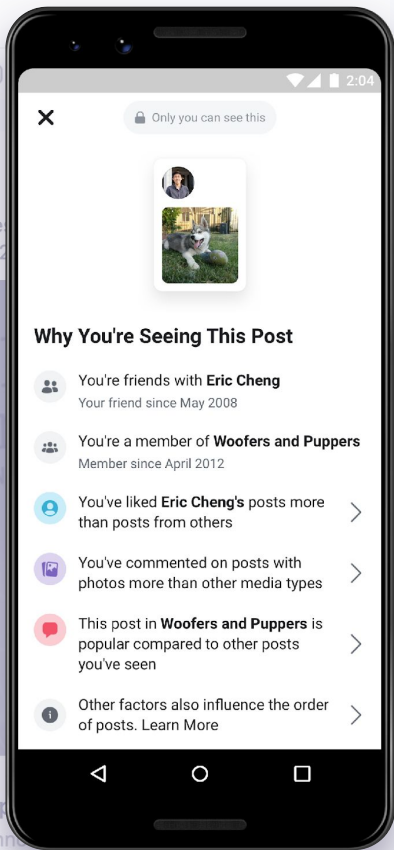 2:04
Only you can see this
Why You're Seeing This Post
You're friends with Eric Cheng
Your friend since May 2008
You're a member of Woofers and Puppers
Member since April 2012
You've liked Eric Cheng's posts more
than posts from others
You've commented on posts with
photos more than other media types
This post in Woofers and Puppers is
popular compared to other posts
you've seen
Other factors also influence the order
of posts. Learn More